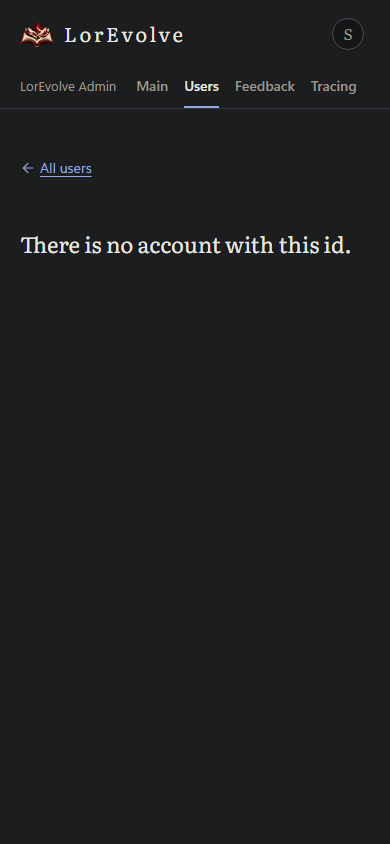 LorEvolve
S
LorEvolve Admin Main Users Feedback Tracing
← All users
There is no account with this id.